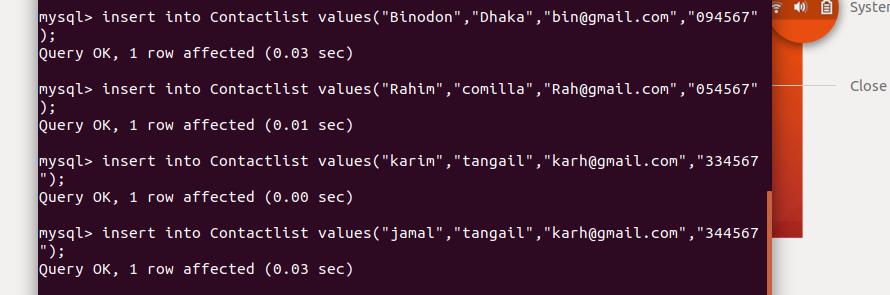 mysql> insert into Contactlist values("Binodon","Dhaka","bin@gmail.com","094567"
);
Query OK, 1 row affected (0.03 sec)
mysql> insert into Contactlist values("Rahim","comilla","Rah@gmail.com","054567"
);
Query OK, 1 row affected (0.01 sec)
mysql> insert into Contactlist values("karim","tangail","karh@gmail.com","334567
");
Query OK, 1 row affected (0.00 sec)
mysql> insert into Contactlist values("jamal","tangail","karh@gmail.com","344567
");
Query OK, 1 row affected (0.03 sec)
Close